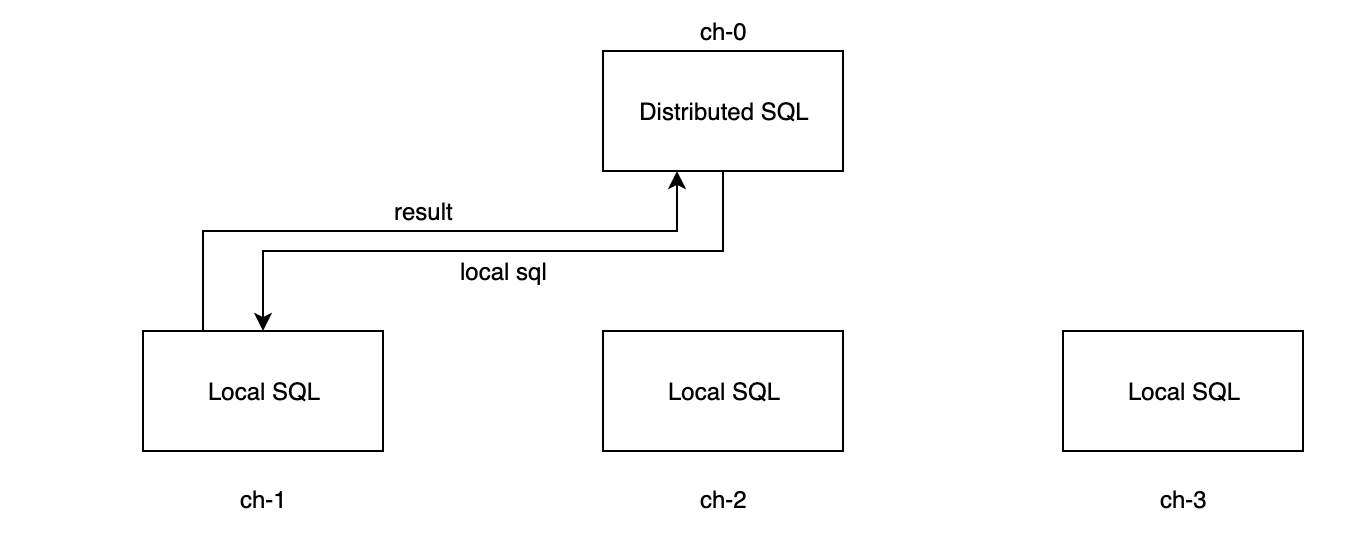 ch-0
Distributed SQL
result
local sql
Local SQL
Local SQL
Local SQL
ch-1
ch-2
ch-3